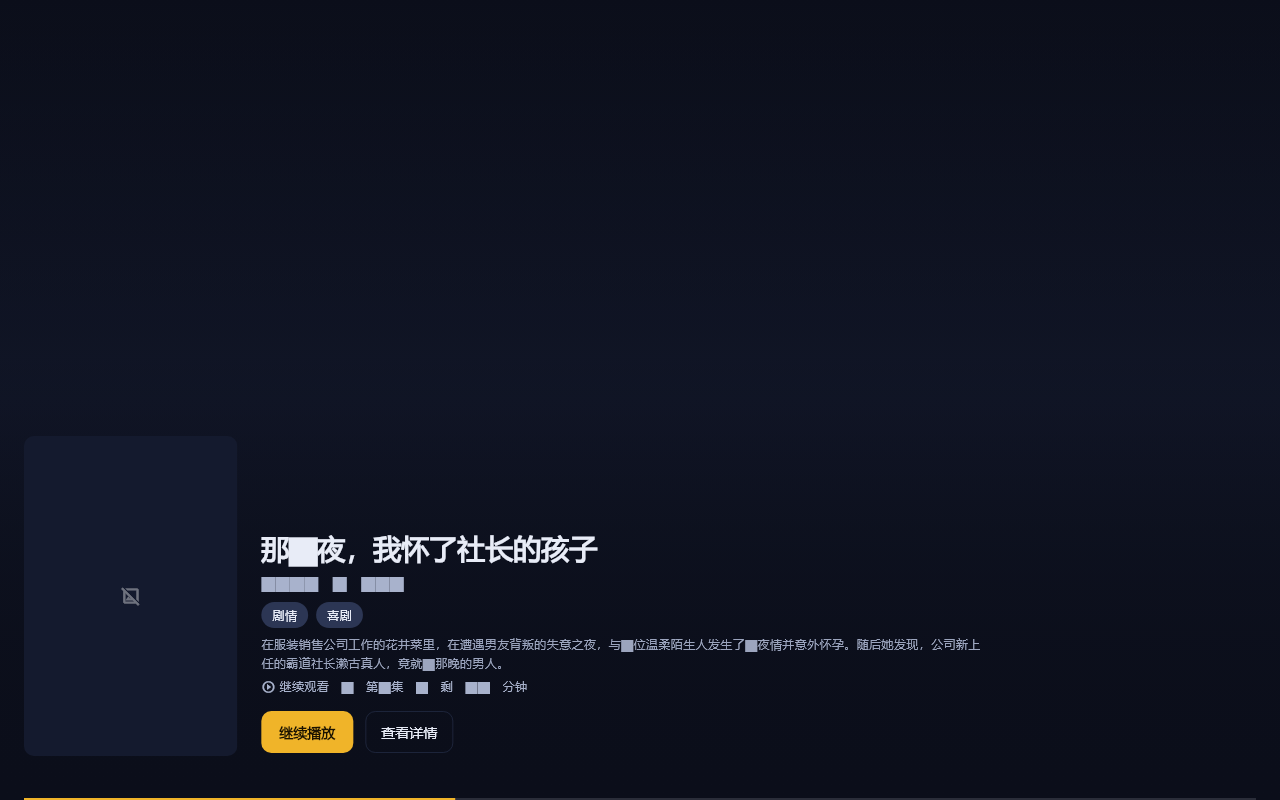 那█夜，我怀了社长的孩子
剧情 喜剧
在服装销售公司工作的花井菜里，在遭遇男友背叛的失意之夜，与█位温柔陌生人发生了█夜情并意外怀孕。随后她发现，公司新上
任的霸道社长濑古真人，竟就█那晚的男人。
继续观看 █ 第█集 █ 剩 ██ 分钟
继续播放 查看详情